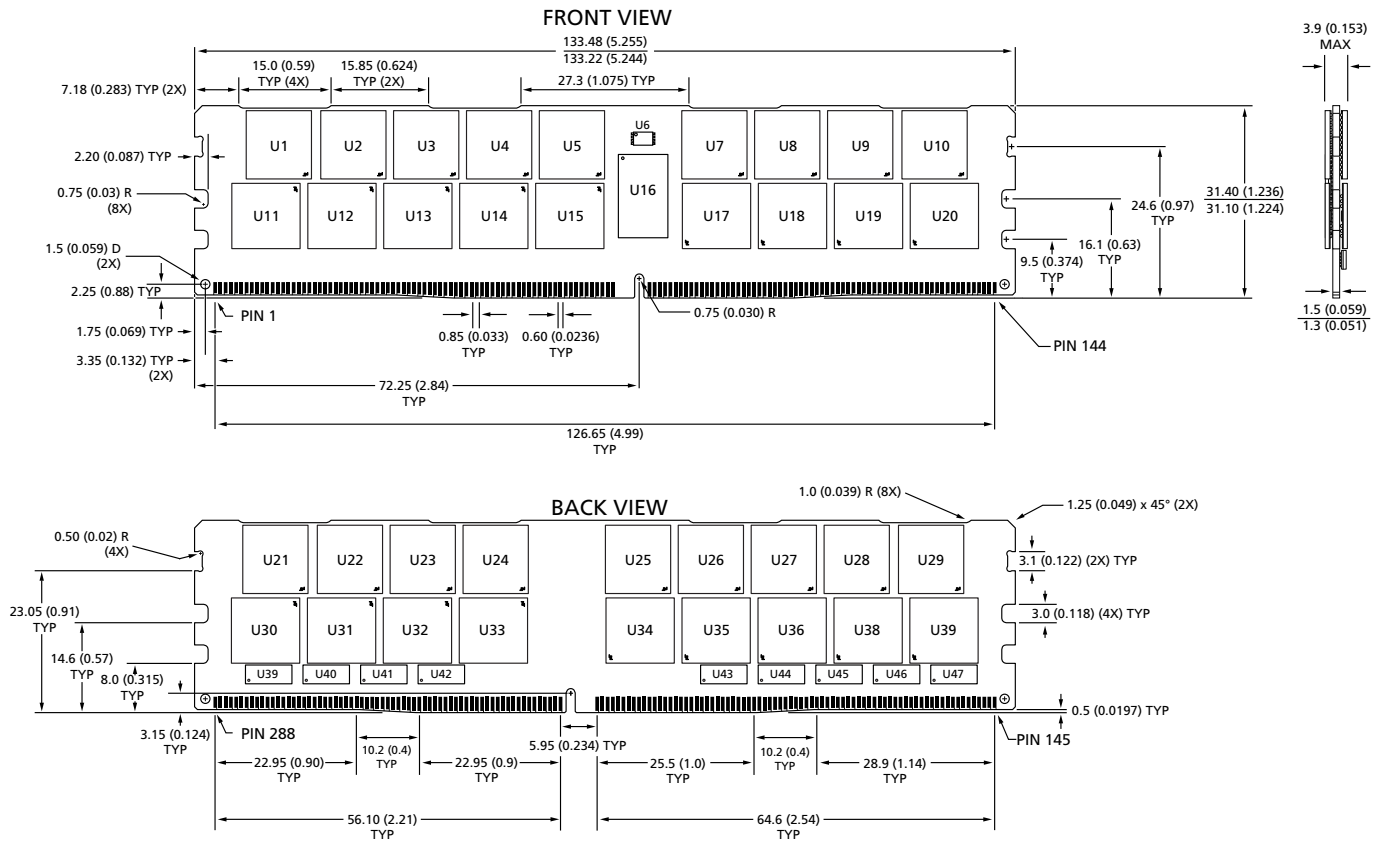 FRONT VIEW
133.48 (5.255)
133.22 (5.244)
3.9 (0.153)
MAX
15.0 (0.59)
TYP (4X)
15.85 (0.624)
TYP (2X)
27.3 (1.075) TYP
7.18 (0.283) TYP (2X)
U1 U2 U3 U4 U5 U6 U7 U8 U9 U10
2.20 (0.087) TYP
0.75 (0.03) R
(8X)
U16
U11 U12 U13 U14 U15 U17 U18 U19 U20
24.6 (0.97)
TYP
31.40 (1.236)
31.10 (1.224)
16.1 (0.63)
TYP
9.5 (0.374)
TYP
1.5 (0.059) D
(2X)
2.25 (0.88) TYP
PIN 1
1.75 (0.069) TYP
0.85 (0.033)
TYP
0.60 (0.0236)
TYP
0.75 (0.030) R
PIN 144
1.5 (0.059)
1.3 (0.051)
3.35 (0.132) TYP
(2X)
72.25 (2.84)
TYP
126.65 (4.99)
TYP
BACK VIEW
1.0 (0.039) R (8X)
1.25 (0.049) x 45° (2X)
0.50 (0.02) R
(4X)
U21 U22 U23 U24 U25 U26 U27 U28 U29
3.1 (0.122) (2X) TYP
23.05 (0.91)
TYP
3.0 (0.118) (4X) TYP
U30 U31 U32 U33 U34 U35 U36 U38 U39
14.6 (0.57)
TYP
8.0 (0.315)
TYP
U39 U40 U41 U42 U43 U44 U45 U46 U47
0.5 (0.0197) TYP
3.15 (0.124)
TYP
PIN 288
PIN 145
5.95 (0.234) TYP
10.2 (0.4)
TYP
10.2 (0.4)
TYP
22.95 (0.90)
TYP
22.95 (0.9)
TYP
25.5 (1.0)
TYP
28.9 (1.14)
TYP
56.10 (2.21)
TYP
64.6 (2.54)
TYP